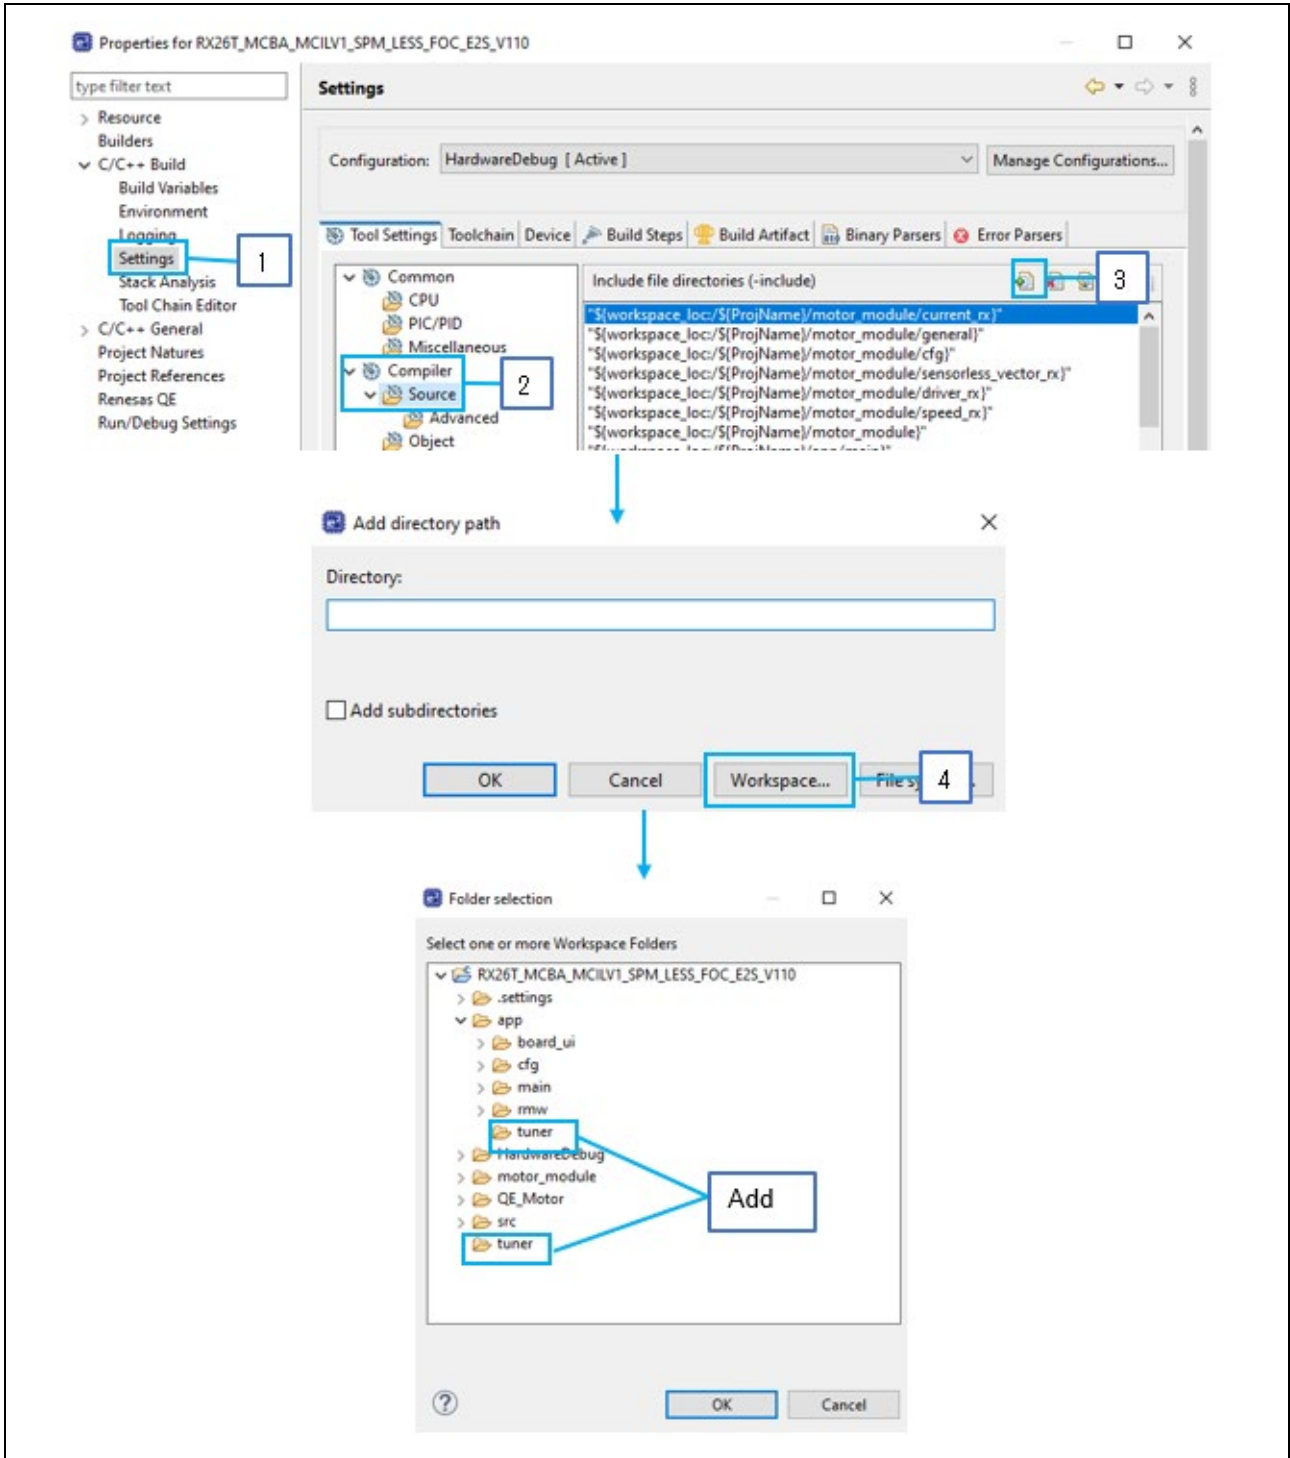 Properties for RX26T_MCBA_MCILV1_SPM_LESS_FOC_E2S_V110
type filter text
Settings
Resource
Builders
C/C++ Build
Build Variables
Environment
Logging
Settings
1
Stack Analysis
Tool Chain Editor
C/C++ General
Project Natures
Project References
Renesas QE
Run/Debug Settings
Configuration: HardwareDebug [ Active ] Manage Configurations...
Tool Settings Toolchain Device Build Steps Build Artifact Binary Parsers Error Parsers
Common
CPU
PIC/PID
Miscellaneous
Compiler
Source
2
Advanced
Object
Include file directories (-include)
3
"${workspace_loc:/${ProjName}/motor_module/current_rx}"
"${workspace_loc:/${ProjName}/motor_module/general}"
"${workspace_loc:/${ProjName}/motor_module/cfg}"
"${workspace_loc:/${ProjName}/motor_module/sensorless_vector_rx}"
"${workspace_loc:/${ProjName}/motor_module/driver_rx}"
"${workspace_loc:/${ProjName}/motor_module/speed_rx}"
"${workspace_loc:/${ProjName}/motor_module}"
"${workspace_loc:/${ProjName}/app/main}"
Add directory path
Directory:
Add subdirectories
OK Cancel Workspace... 4
Folder selection
Select one or more Workspace Folders
RX26T_MCBA_MCILV1_SPM_LESS_FOC_E2S_V110
.settings
app
board_ui
cfg
main
rmw
tuner
HardwareDebug
motor_module
QE_Motor
src
tuner
Add
? OK Cancel